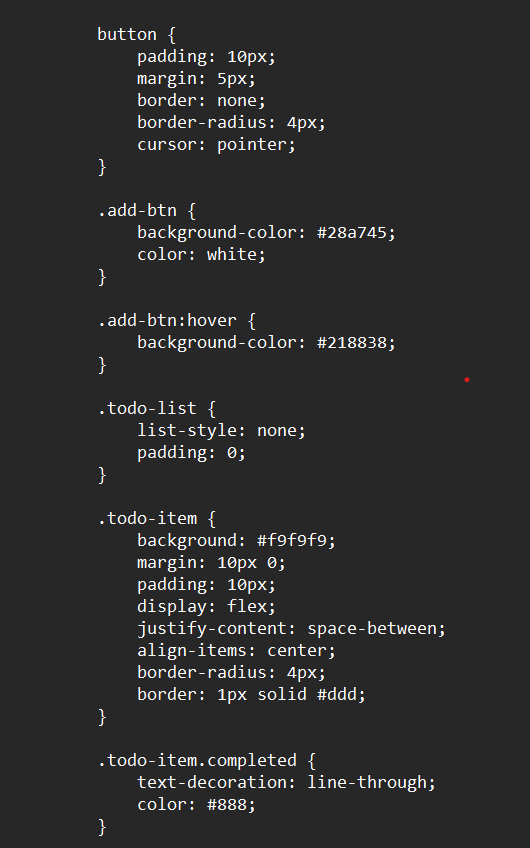 button {
padding: 10px;
margin: 5px;
border: none;
border-radius: 4px;
cursor: pointer;
}
.add-btn {
background-color: #28a745;
color: white;
}
.add-btn:hover {
background-color: #218838;
}
.todo-list {
list-style: none;
padding: 0;
}
.todo-item {
background: #f9f9f9;
margin: 10px 0;
padding: 10px;
display: flex;
justify-content: space-between;
align-items: center;
border-radius: 4px;
border: 1px solid #ddd;
}
.todo-item.completed {
text-decoration: line-through;
color: #888;
}